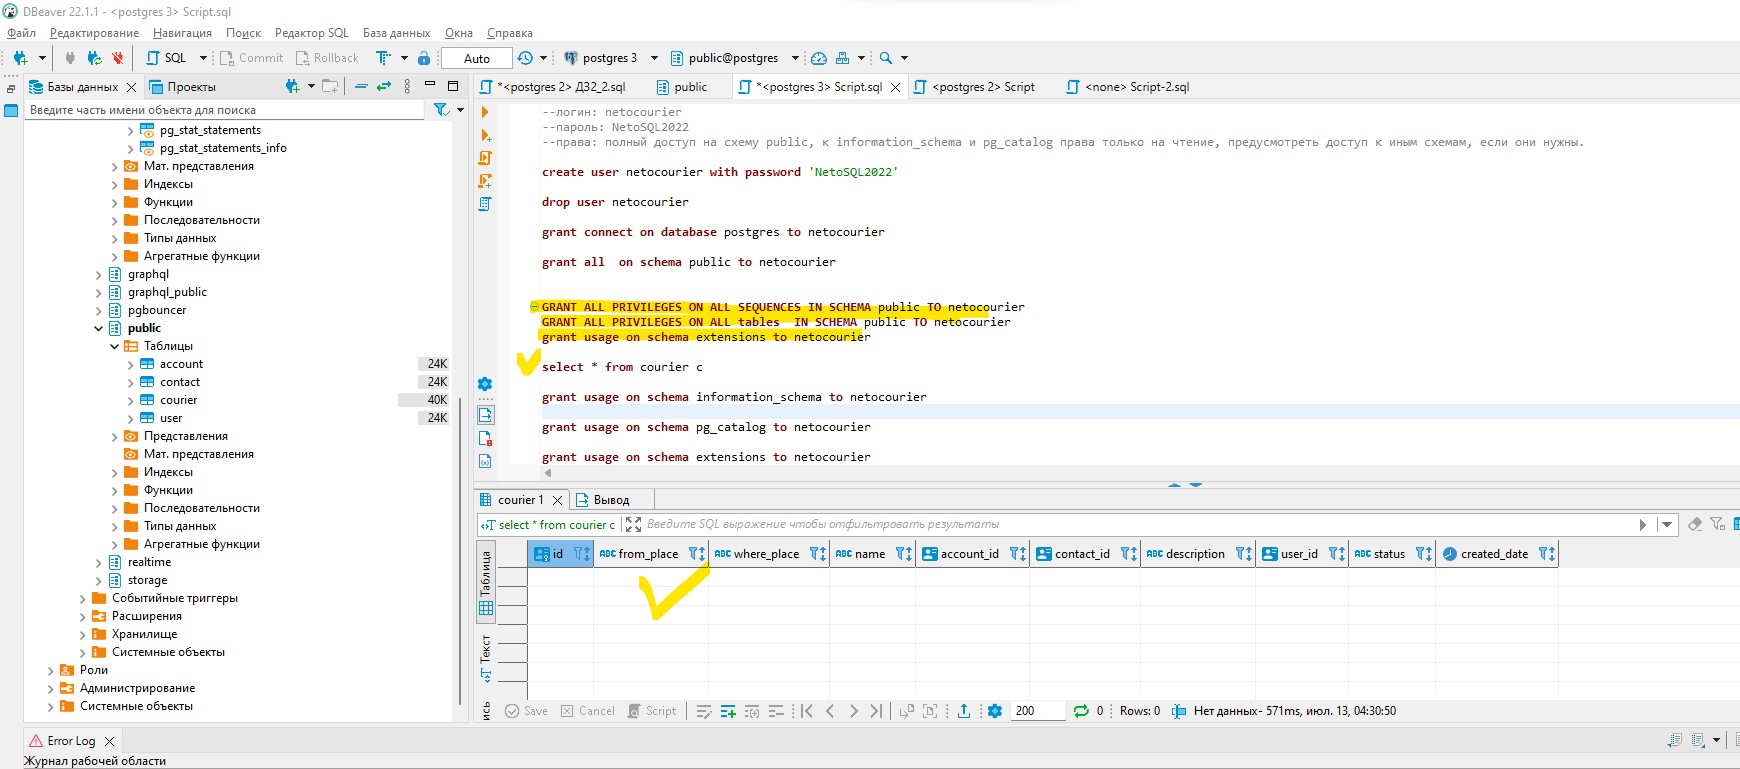 DBeaver 22.1.1 - <postgres 3> Script.sql
Файл Редактирование Навигация Поиск Редактор SQL База данных Окна Справка
SQL Commit Rollback Auto postgres 3 public@postgres
Базы данных Проекты
*<postgres 2> ДЗ2_2.sql public *<postgres 3> Script.sql <postgres 2> Script <none> Script-2.sql
Введите часть имени объекта для поиска
pg_stat_statements
pg_stat_statements_info
Мат. представления
Индексы
Функции
Последовательности
Типы данных
Агрегатные функции
graphql
graphql_public
pgbouncer
public
Таблицы
account 24K
contact 24K
courier 40K
user 24K
Представления
Мат. представления
Индексы
Функции
Последовательности
Типы данных
Агрегатные функции
realtime
storage
Событийные триггеры
Расширения
Хранилище
Системные объекты
Роли
Администрирование
Системные объекты
--логин: netocourier
--пароль: NetoSQL2022
--права: полный доступ на схему public, к information_schema и pg_catalog права только на чтение, предусмотреть доступ к иным схемам, если они нужны.
create user netocourier with password 'NetoSQL2022'
drop user netocourier
grant connect on database postgres to netocourier
grant all  on schema public to netocourier
GRANT ALL PRIVILEGES ON ALL SEQUENCES IN SCHEMA public TO netocourier
GRANT ALL PRIVILEGES ON ALL tables  IN SCHEMA public TO netocourier
grant usage on schema extensions to netocourier
select * from courier c
grant usage on schema information_schema to netocourier
grant usage on schema pg_catalog to netocourier
grant usage on schema extensions to netocourier
courier 1 Вывод
select * from courier c Введите SQL выражение чтобы отфильтровать результаты
Таблица
Текст
ись
id from_place where_place name account_id contact_id description user_id status created_date
Save Cancel Script 200 0 Rows: 0 Нет данных - 571ms, июл. 13, 04:30:50
Error Log
Журнал рабочей области